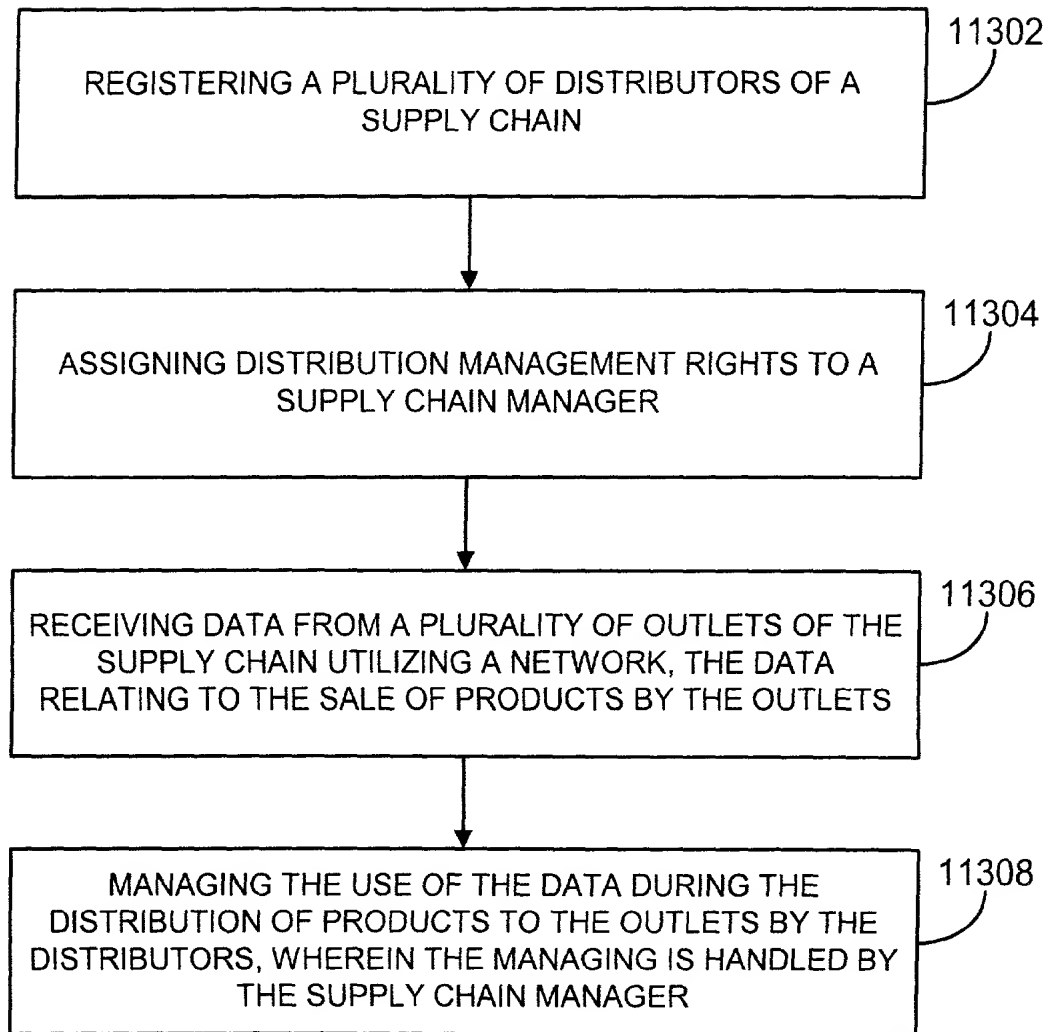 11302
REGISTERING A PLURALITY OF DISTRIBUTORS OF A
SUPPLY CHAIN
11304
ASSIGNING DISTRIBUTION MANAGEMENT RIGHTS TO A
SUPPLY CHAIN MANAGER
11306
RECEIVING DATA FROM A PLURALITY OF OUTLETS OF THE
SUPPLY CHAIN UTILIZING A NETWORK, THE DATA
RELATING TO THE SALE OF PRODUCTS BY THE OUTLETS
11308
MANAGING THE USE OF THE DATA DURING THE
DISTRIBUTION OF PRODUCTS TO THE OUTLETS BY THE
DISTRIBUTORS, WHEREIN THE MANAGING IS HANDLED BY
THE SUPPLY CHAIN MANAGER